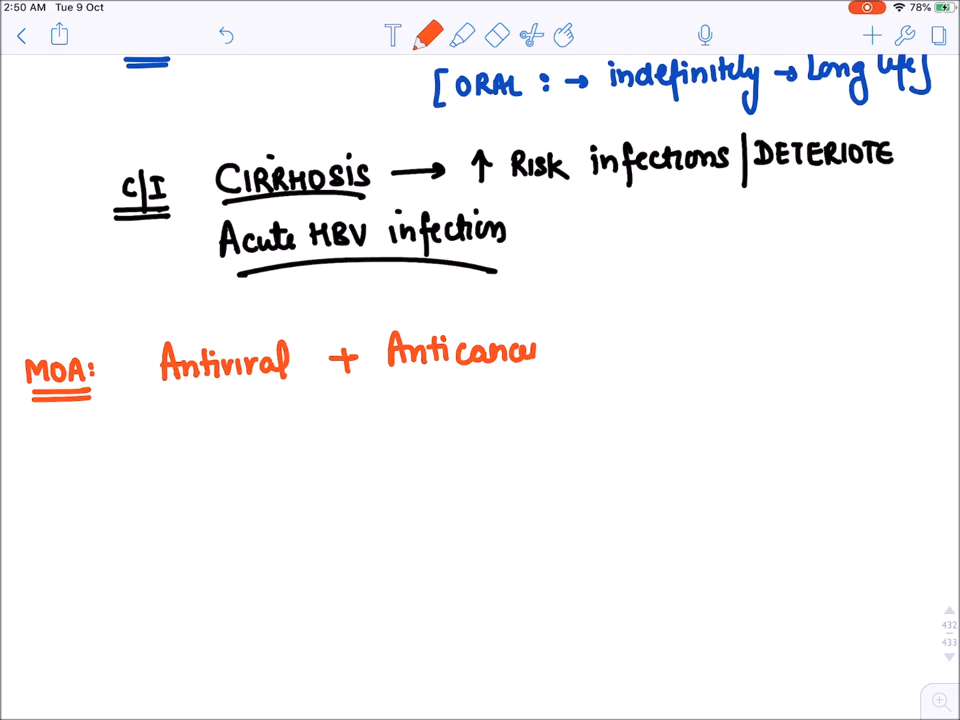 2:50 AM Tue 9 Oct 78%
T
[ORAL : → indefinitely → Long life]
C|I CIRRHOSIS → ↑ RISK infections | DETERIOTE
Acute HBV infection
MOA: Antiviral + Anticancer
432
433